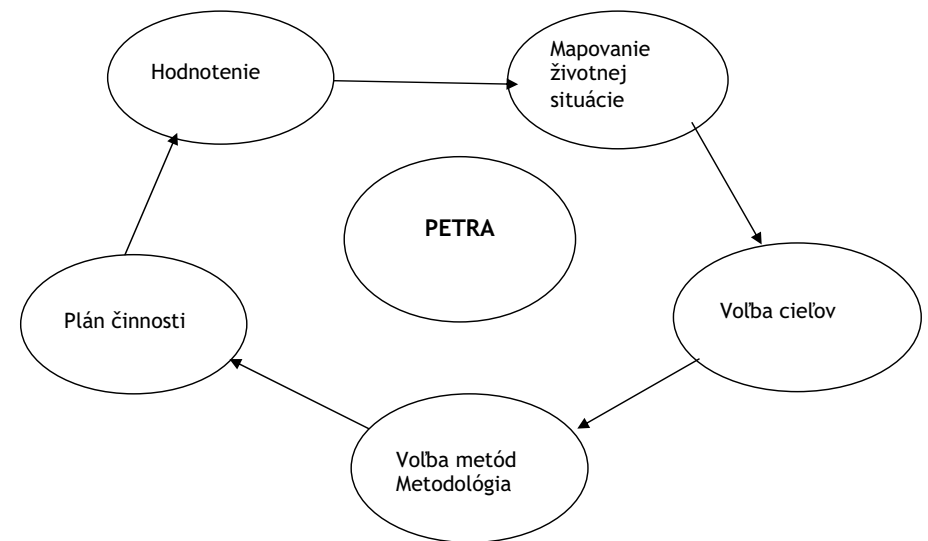 Hodnotenie
Mapovanie
životnej
situácie
PETRA
Voľba cieľov
Plán činnosti
Voľba metód
Metodológia